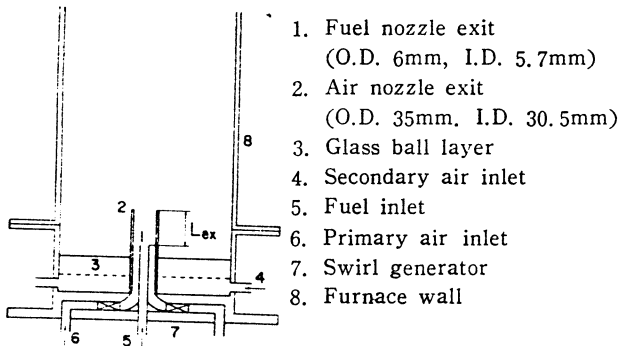 1. Fuel nozzle exit
(O.D. 6mm, I.D. 5.7mm)
2. Air nozzle exit
(O.D. 35mm. I.D. 30.5mm)
3. Glass ball layer
4. Secondary air inlet
5. Fuel inlet
6. Primary air inlet
7. Swirl generator
8. Furnace wall
8
2
Lex
3
4
6
5
7